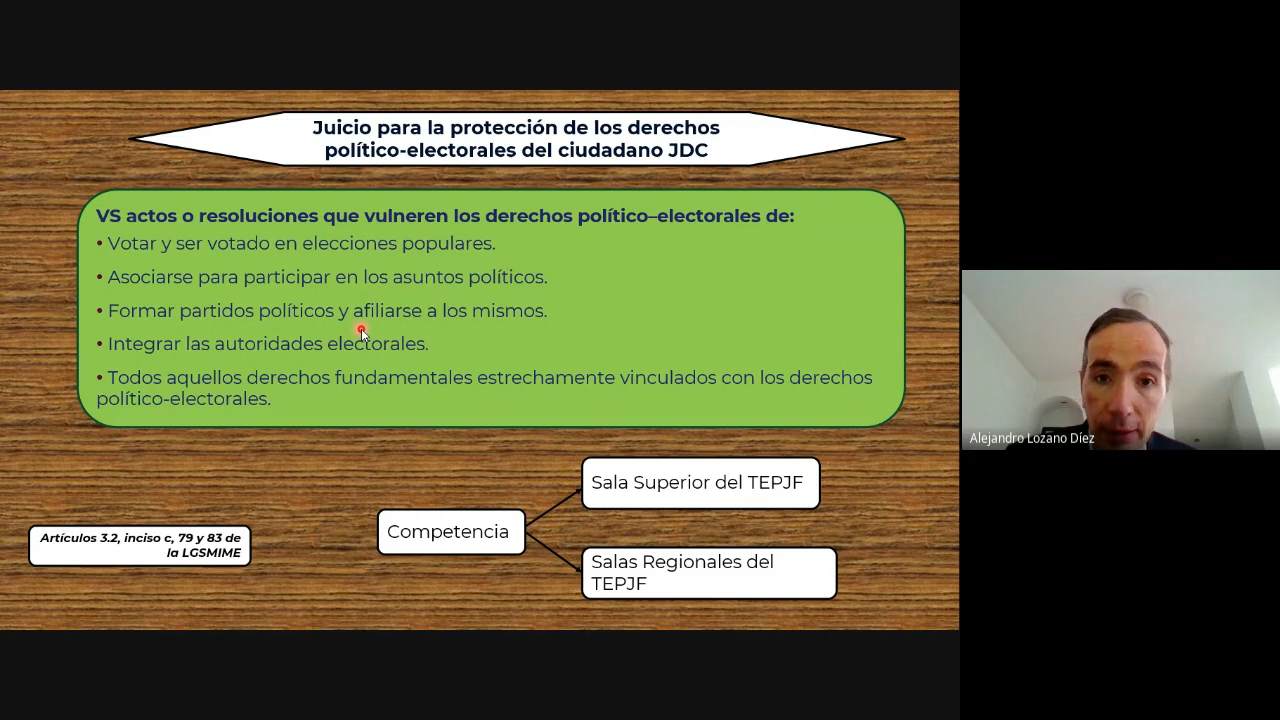 Juicio para la protección de los derechos
político-electorales del ciudadano JDC
VS actos o resoluciones que vulneren los derechos político–electorales de:
• Votar y ser votado en elecciones populares.
• Asociarse para participar en los asuntos políticos.
• Formar partidos políticos y afiliarse a los mismos.
• Integrar las autoridades electorales.
• Todos aquellos derechos fundamentales estrechamente vinculados con los derechos
político-electorales.
Sala Superior del TEPJF
Competencia
Artículos 3.2, inciso c, 79 y 83 de
la LGSMIME
Salas Regionales del
TEPJF
Alejandro Lozano Díez